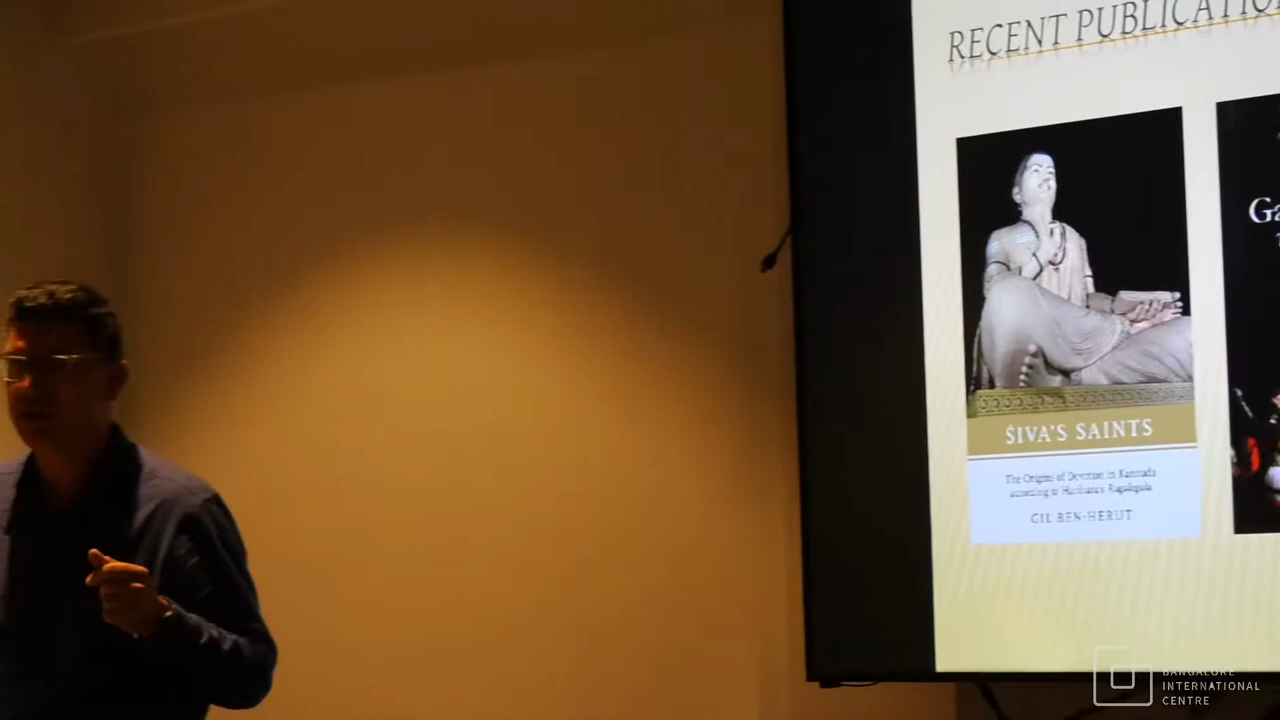 RECENT PUBLICATION
Ga
ŚIVA'S SAINTS
The Origins of Devotion in Kannada
according to Harihara's Ragaḷegaḷu
GIL BEN-HERUT
BANGALORE
INTERNATIONAL
CENTRE